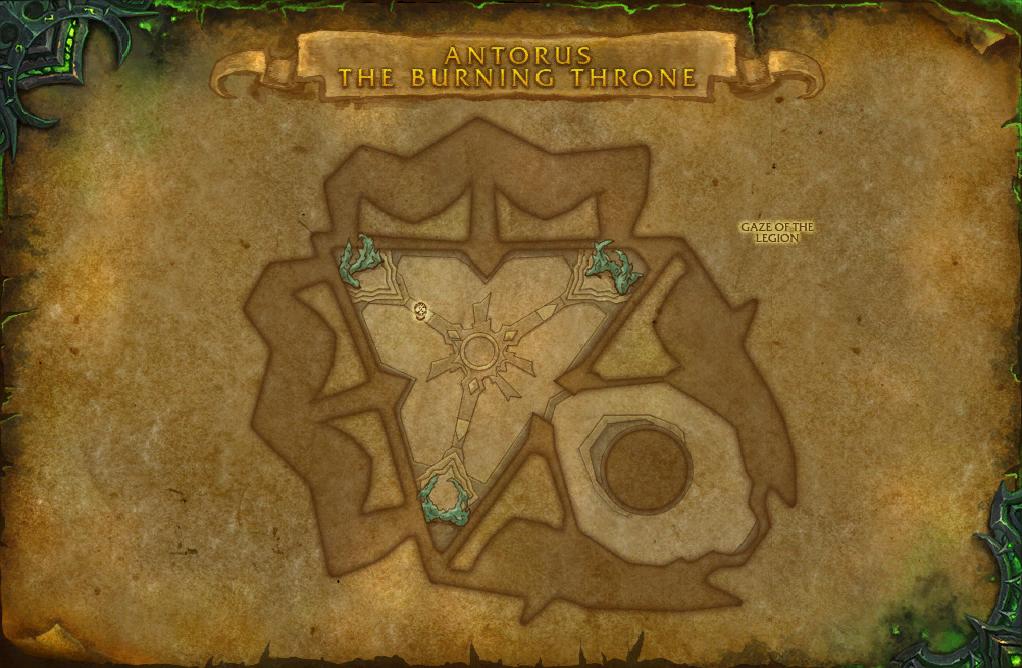 ANTORUS
THE BURNING THRONE
GAZE OF THE
LEGION